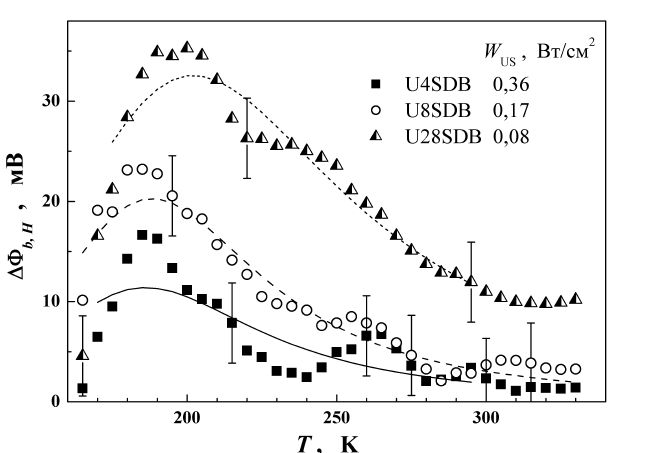 W_US , Вт/см²
U4SDB 0,36
U8SDB 0,17
U28SDB 0,08
30
20
10
0
ΔΦ_b, H , мВ
200 250 300
T, K